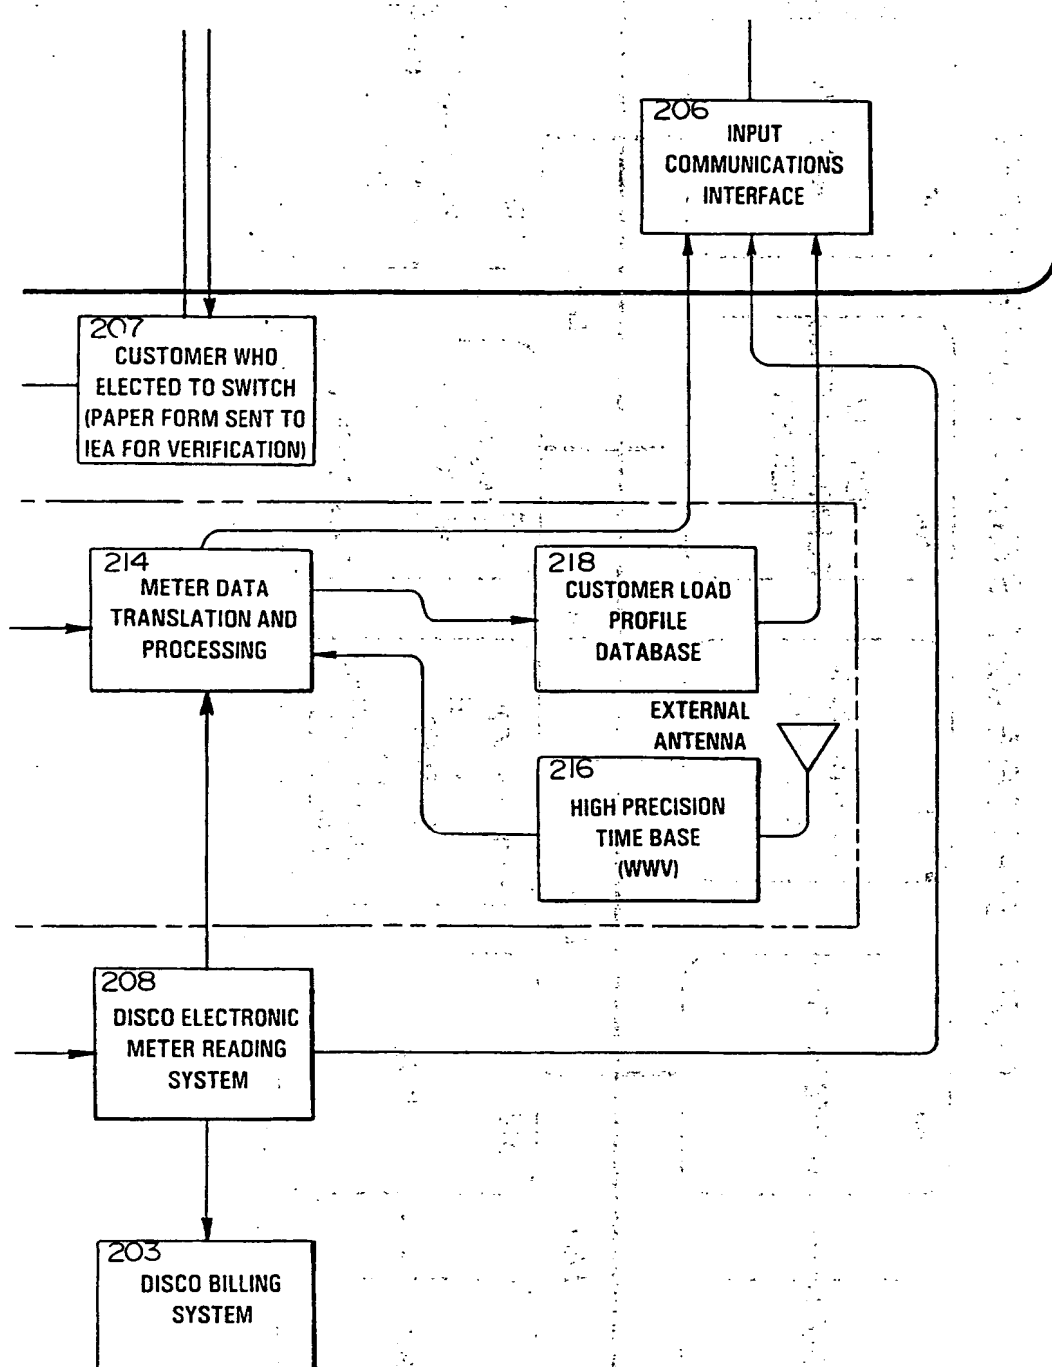 206
INPUT
COMMUNICATIONS
INTERFACE
207
CUSTOMER WHO
ELECTED TO SWITCH
(PAPER FORM SENT TO
IEA FOR VERIFICATION)
214
METER DATA
TRANSLATION AND
PROCESSING
218
CUSTOMER LOAD
PROFILE
DATABASE
EXTERNAL
ANTENNA
216
HIGH PRECISION
TIME BASE
(WWV)
208
DISCO ELECTRONIC
METER READING
SYSTEM
203
DISCO BILLING
SYSTEM